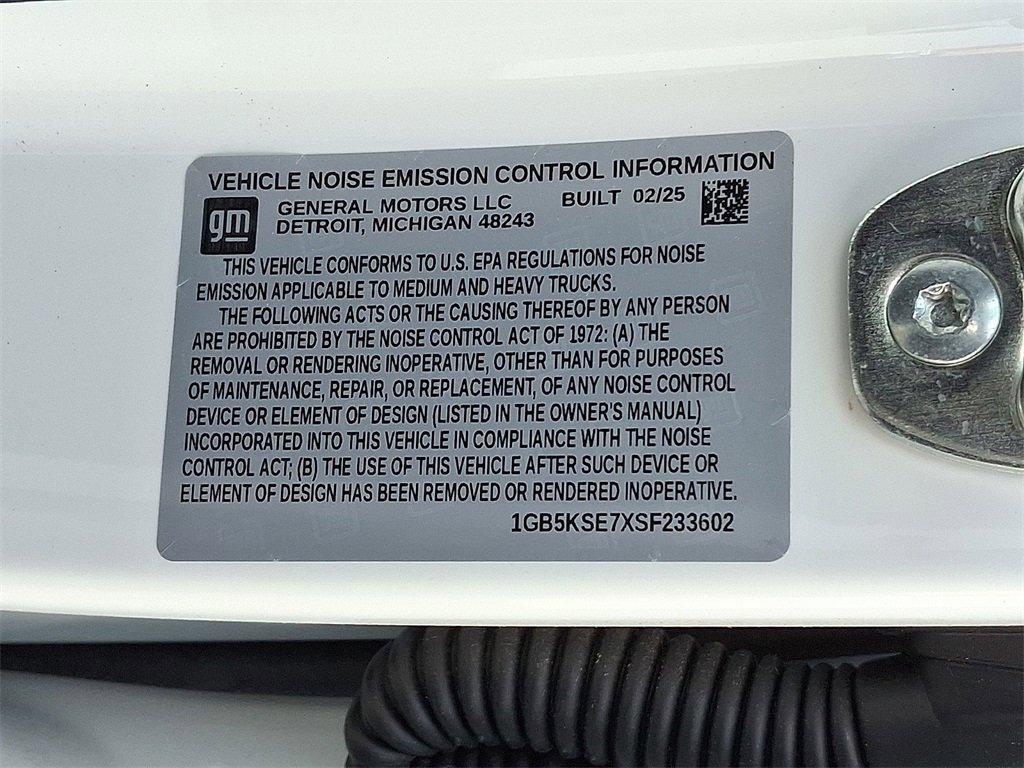 VEHICLE NOISE EMISSION CONTROL INFORMATION
gm
GENERAL MOTORS LLC BUILT 02/25
DETROIT, MICHIGAN 48243
THIS VEHICLE CONFORMS TO U.S. EPA REGULATIONS FOR NOISE
EMISSION APPLICABLE TO MEDIUM AND HEAVY TRUCKS.
THE FOLLOWING ACTS OR THE CAUSING THEREOF BY ANY PERSON
ARE PROHIBITED BY THE NOISE CONTROL ACT OF 1972: (A) THE
REMOVAL OR RENDERING INOPERATIVE, OTHER THAN FOR PURPOSES
OF MAINTENANCE, REPAIR, OR REPLACEMENT, OF ANY NOISE CONTROL
DEVICE OR ELEMENT OF DESIGN (LISTED IN THE OWNER'S MANUAL)
INCORPORATED INTO THIS VEHICLE IN COMPLIANCE WITH THE NOISE
CONTROL ACT; (B) THE USE OF THIS VEHICLE AFTER SUCH DEVICE OR
ELEMENT OF DESIGN HAS BEEN REMOVED OR RENDERED INOPERATIVE.
1GB5KSE7XSF233602